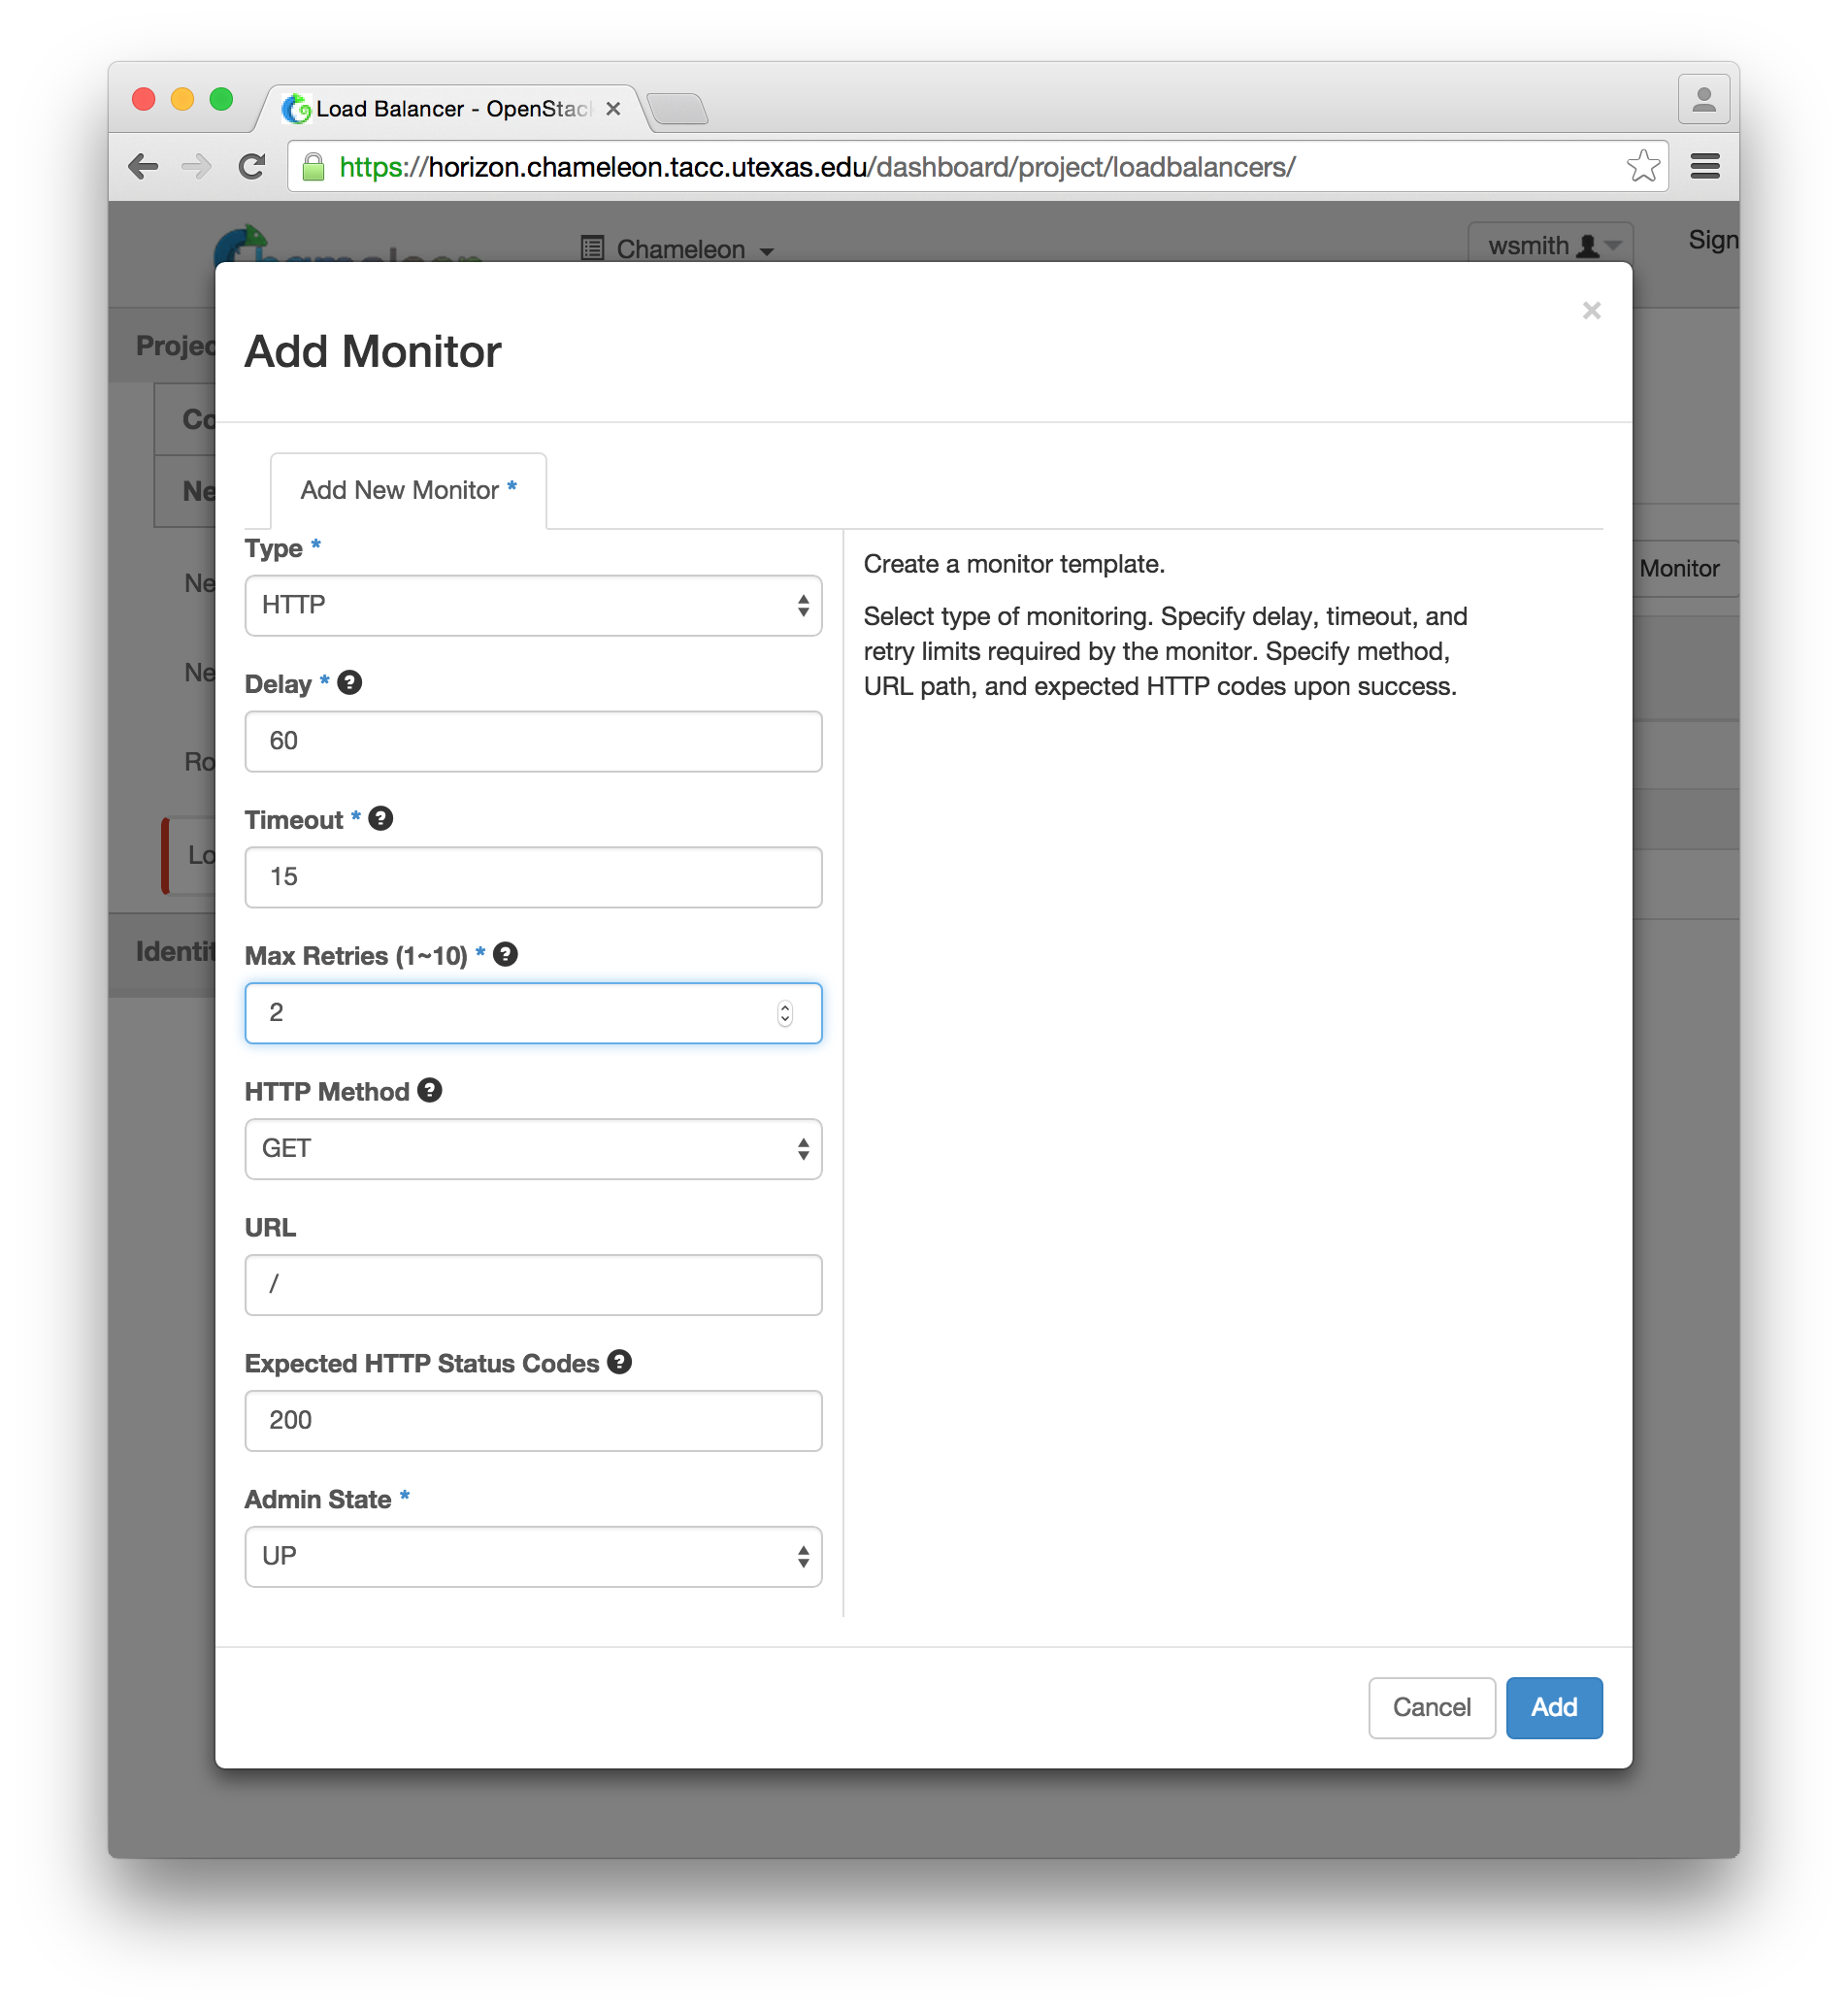 Load Balancer - OpenStac
https://horizon.chameleon.tacc.utexas.edu/dashboard/project/loadbalancers/
Chameleon
wsmith
Sign
Projec
Add Monitor
Co
Add New Monitor *
Ne
Type *
Create a monitor template.
Monitor
Ne
HTTP
Select type of monitoring. Specify delay, timeout, and
retry limits required by the monitor. Specify method,
URL path, and expected HTTP codes upon success.
Ne
Delay *
60
Ro
Timeout *
15
Lo
Max Retries (1~10) *
Identit
2
HTTP Method
GET
URL
/
Expected HTTP Status Codes
200
Admin State *
UP
Cancel
Add